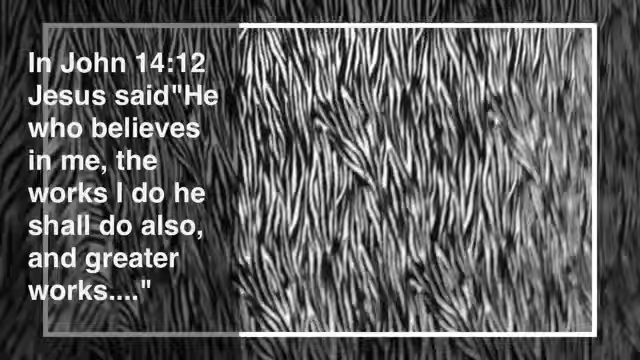 In John 14:12
Jesus said"He
who believes
in me, the
works I do he
shall do also,
and greater
works...."